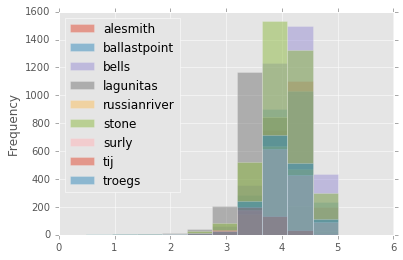 1600
1400
1200
1000
800
600
400
200
0
Frequency
alesmith
ballastpoint
bells
lagunitas
russianriver
stone
surly
tij
troegs
0 1 2 3 4 5 6